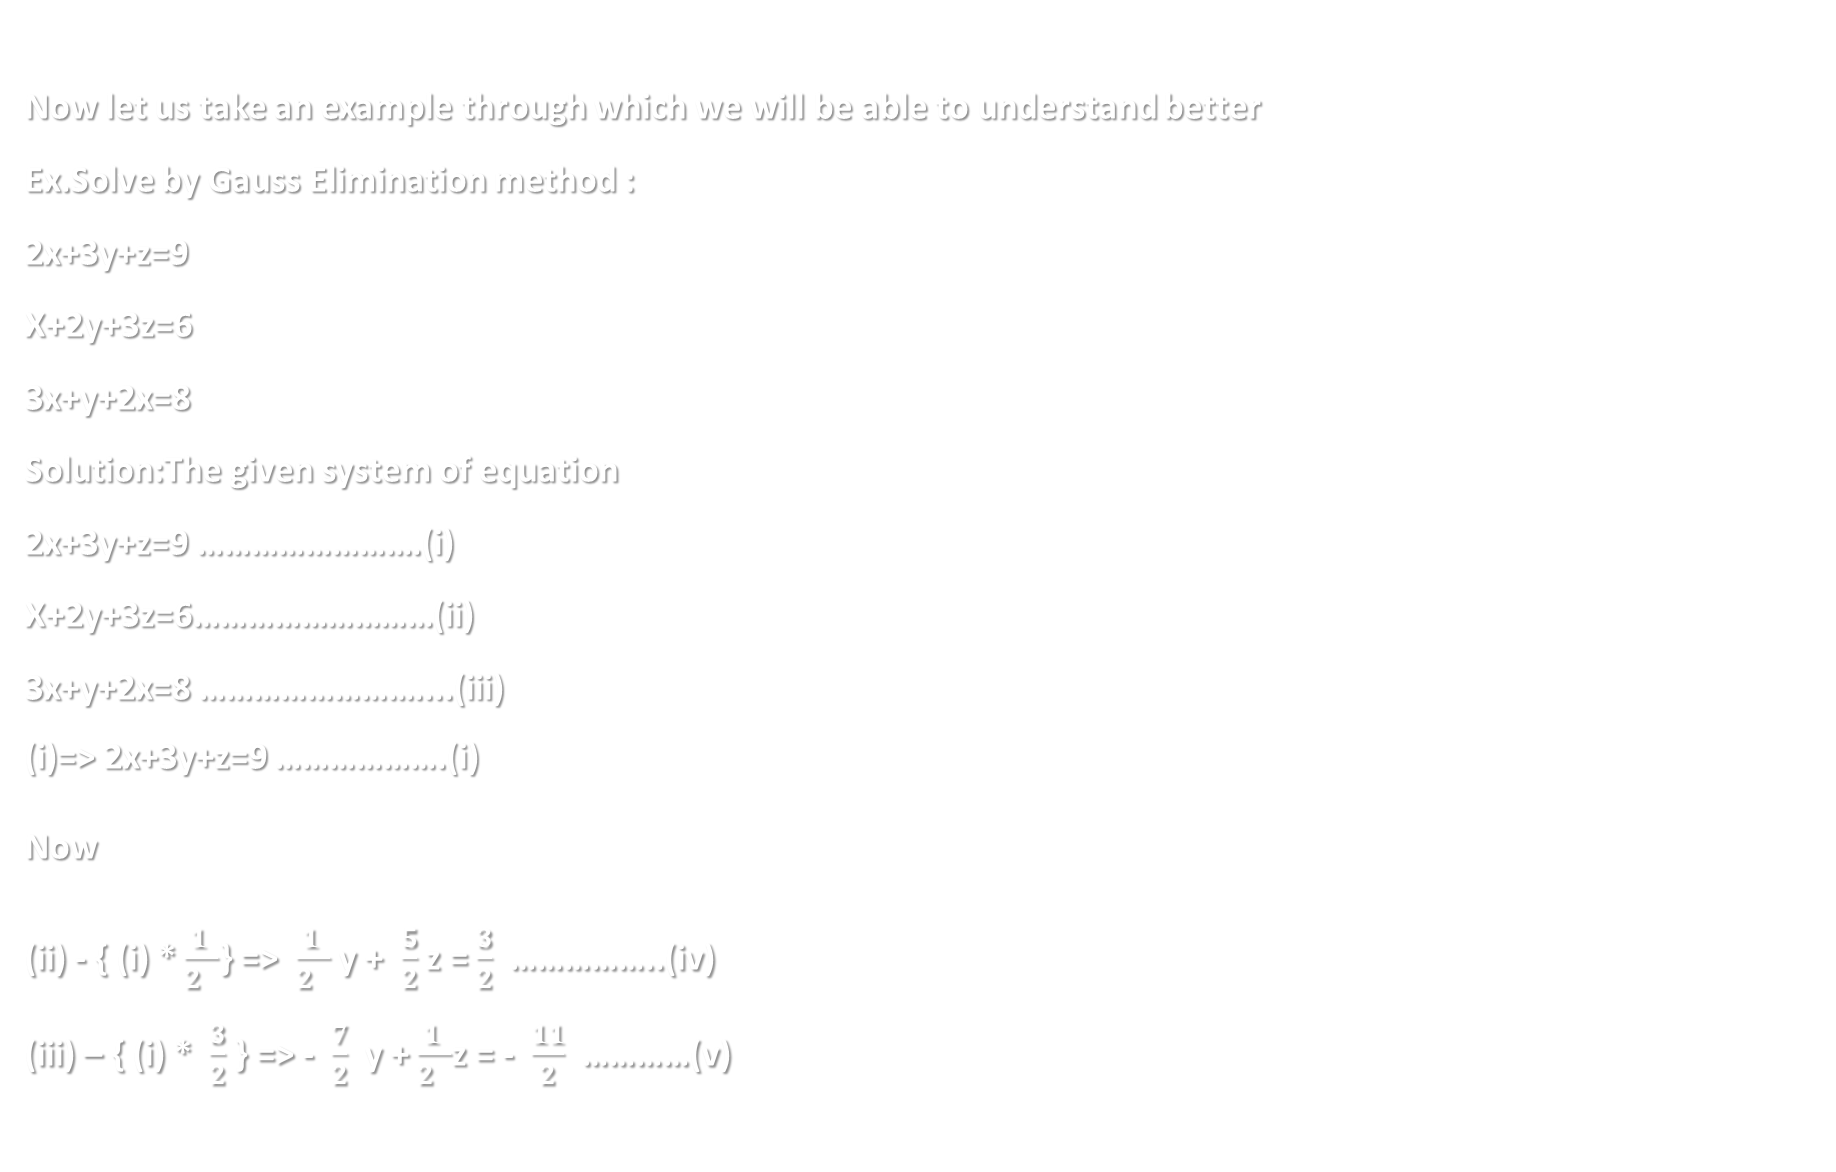 Now let us take an example through which we will be able to understand better
Ex.Solve by Gauss Elimination method :
2x+3y+z=9
X+2y+3z=6
3x+y+2x=8
Solution:The given system of equation
2x+3y+z=9 .........................(i)
X+2y+3z=6...........................(ii)
3x+y+2x=8 ............................(iii)
(i)=> 2x+3y+z=9 ...................(i)
Now
(ii) - { (i) * 1/2 } => 1/2 y + 5/2 z = 3/2 .................(iv)
(iii) – { (i) * 3/2 } => - 7/2 y + 1/2 z = - 11/2 ............(v)